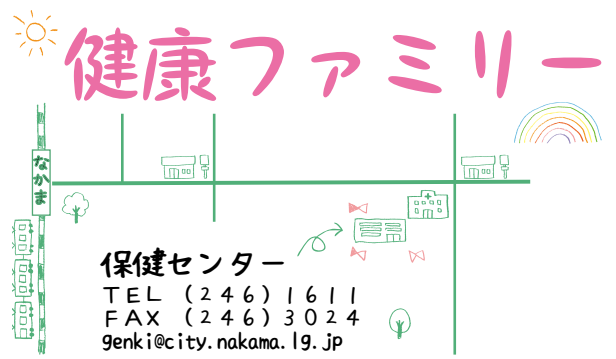 健康ファミリー
なかま
保健センター
TEL (246)1611
FAX (246)3024
genki@city.nakama.lg.jp